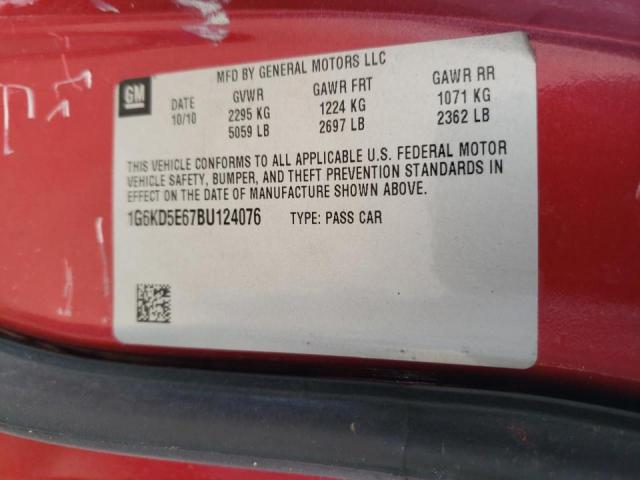 GM
MFD BY GENERAL MOTORS LLC
DATE GVWR GAWR FRT GAWR RR
10/10 2295 KG 1224 KG 1071 KG
5059 LB 2697 LB 2362 LB
THIS VEHICLE CONFORMS TO ALL APPLICABLE U.S. FEDERAL MOTOR
VEHICLE SAFETY, BUMPER, AND THEFT PREVENTION STANDARDS IN
EFFECT ON THE DATE OF MANUFACTURE SHOWN ABOVE.
1G6KD5E67BU124076 TYPE: PASS CAR